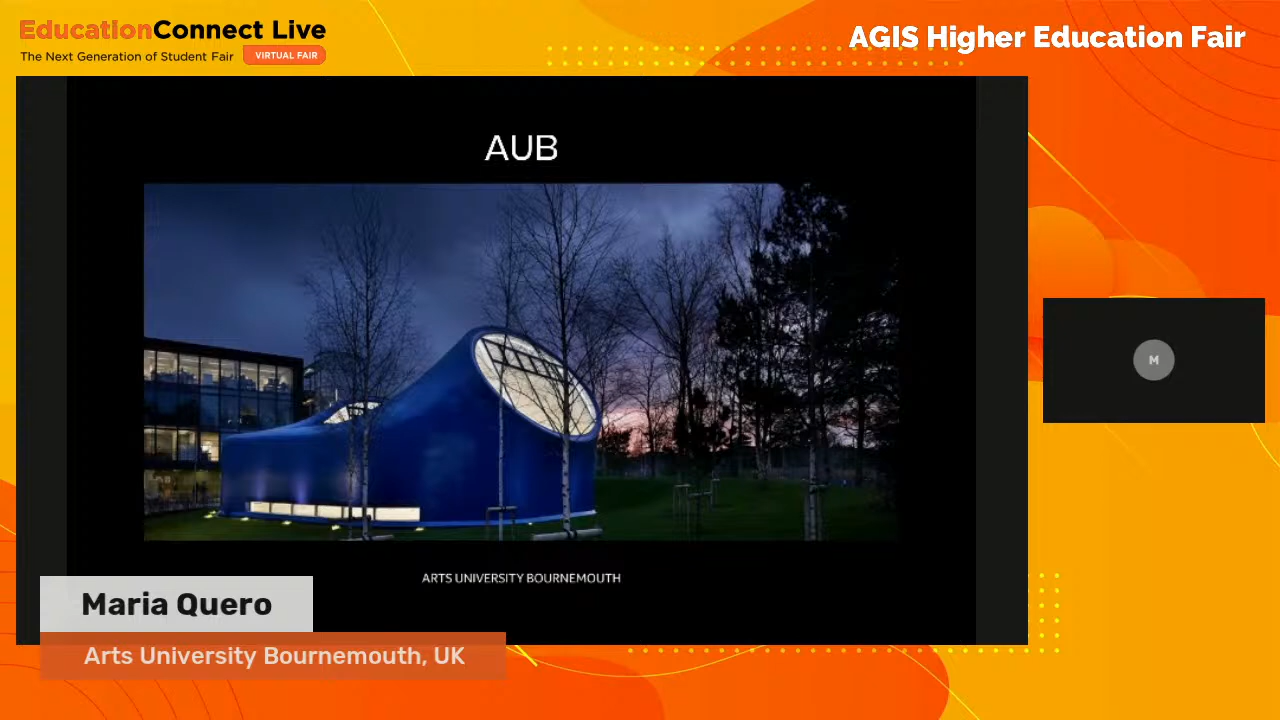 EducationConnect Live
The Next Generation of Student Fair
VIRTUAL FAIR
AGIS Higher Education Fair
AUB
ARTS UNIVERSITY BOURNEMOUTH
M
Maria Quero
Arts University Bournemouth, UK